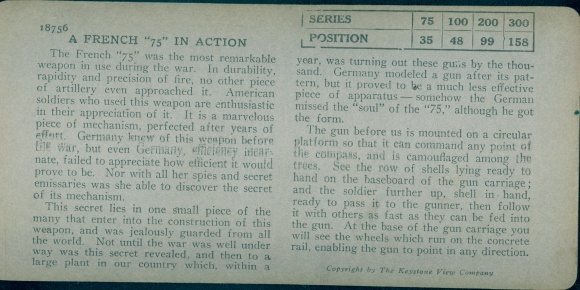 18756
A FRENCH "75" IN ACTION
The French "75" was the most remarkable
weapon in use during the war. In durability,
rapidity and precision of fire, no other piece
of artillery even approached it. American
soldiers who used this weapon are enthusiastic
in their appreciation of it. It is a marvelous
piece of mechanism, perfected after years of
effort. Germany knew of this weapon before
the war, but even Germany, efficiency incar-
nate, failed to appreciate how efficient it would
prove to be. Nor with all her spies and secret
emissaries was she able to discover the secret
of its mechanism.
This secret lies in one small piece of the
many that enter into the construction of this
weapon, and was jealously guarded from all
the world. Not until the war was well under
way was this secret revealed, and then to a
large plant in our country which, within a
SERIES 75 100 200 300
POSITION 35 48 99 158
year, was turning out these guns by the thou-
sand. Germany modeled a gun after its pat-
tern, but it proved to be a much less effective
piece of apparatus—somehow the German
missed the "soul" of the "75," although he got
the form.
The gun before us is mounted on a circular
platform so that it can command any point of
the compass, and is camouflaged among the
trees. See the row of shells lying ready to
hand on the baseboard of the gun carriage;
and the soldier further up, shell in hand,
ready to pass it to the gunner, then follow
it with others as fast as they can be fed into
the gun. At the base of the gun carriage you
will see the wheels which run on the concrete
rail, enabling the gun to point in any direction.
Copyright by The Keystone View Company